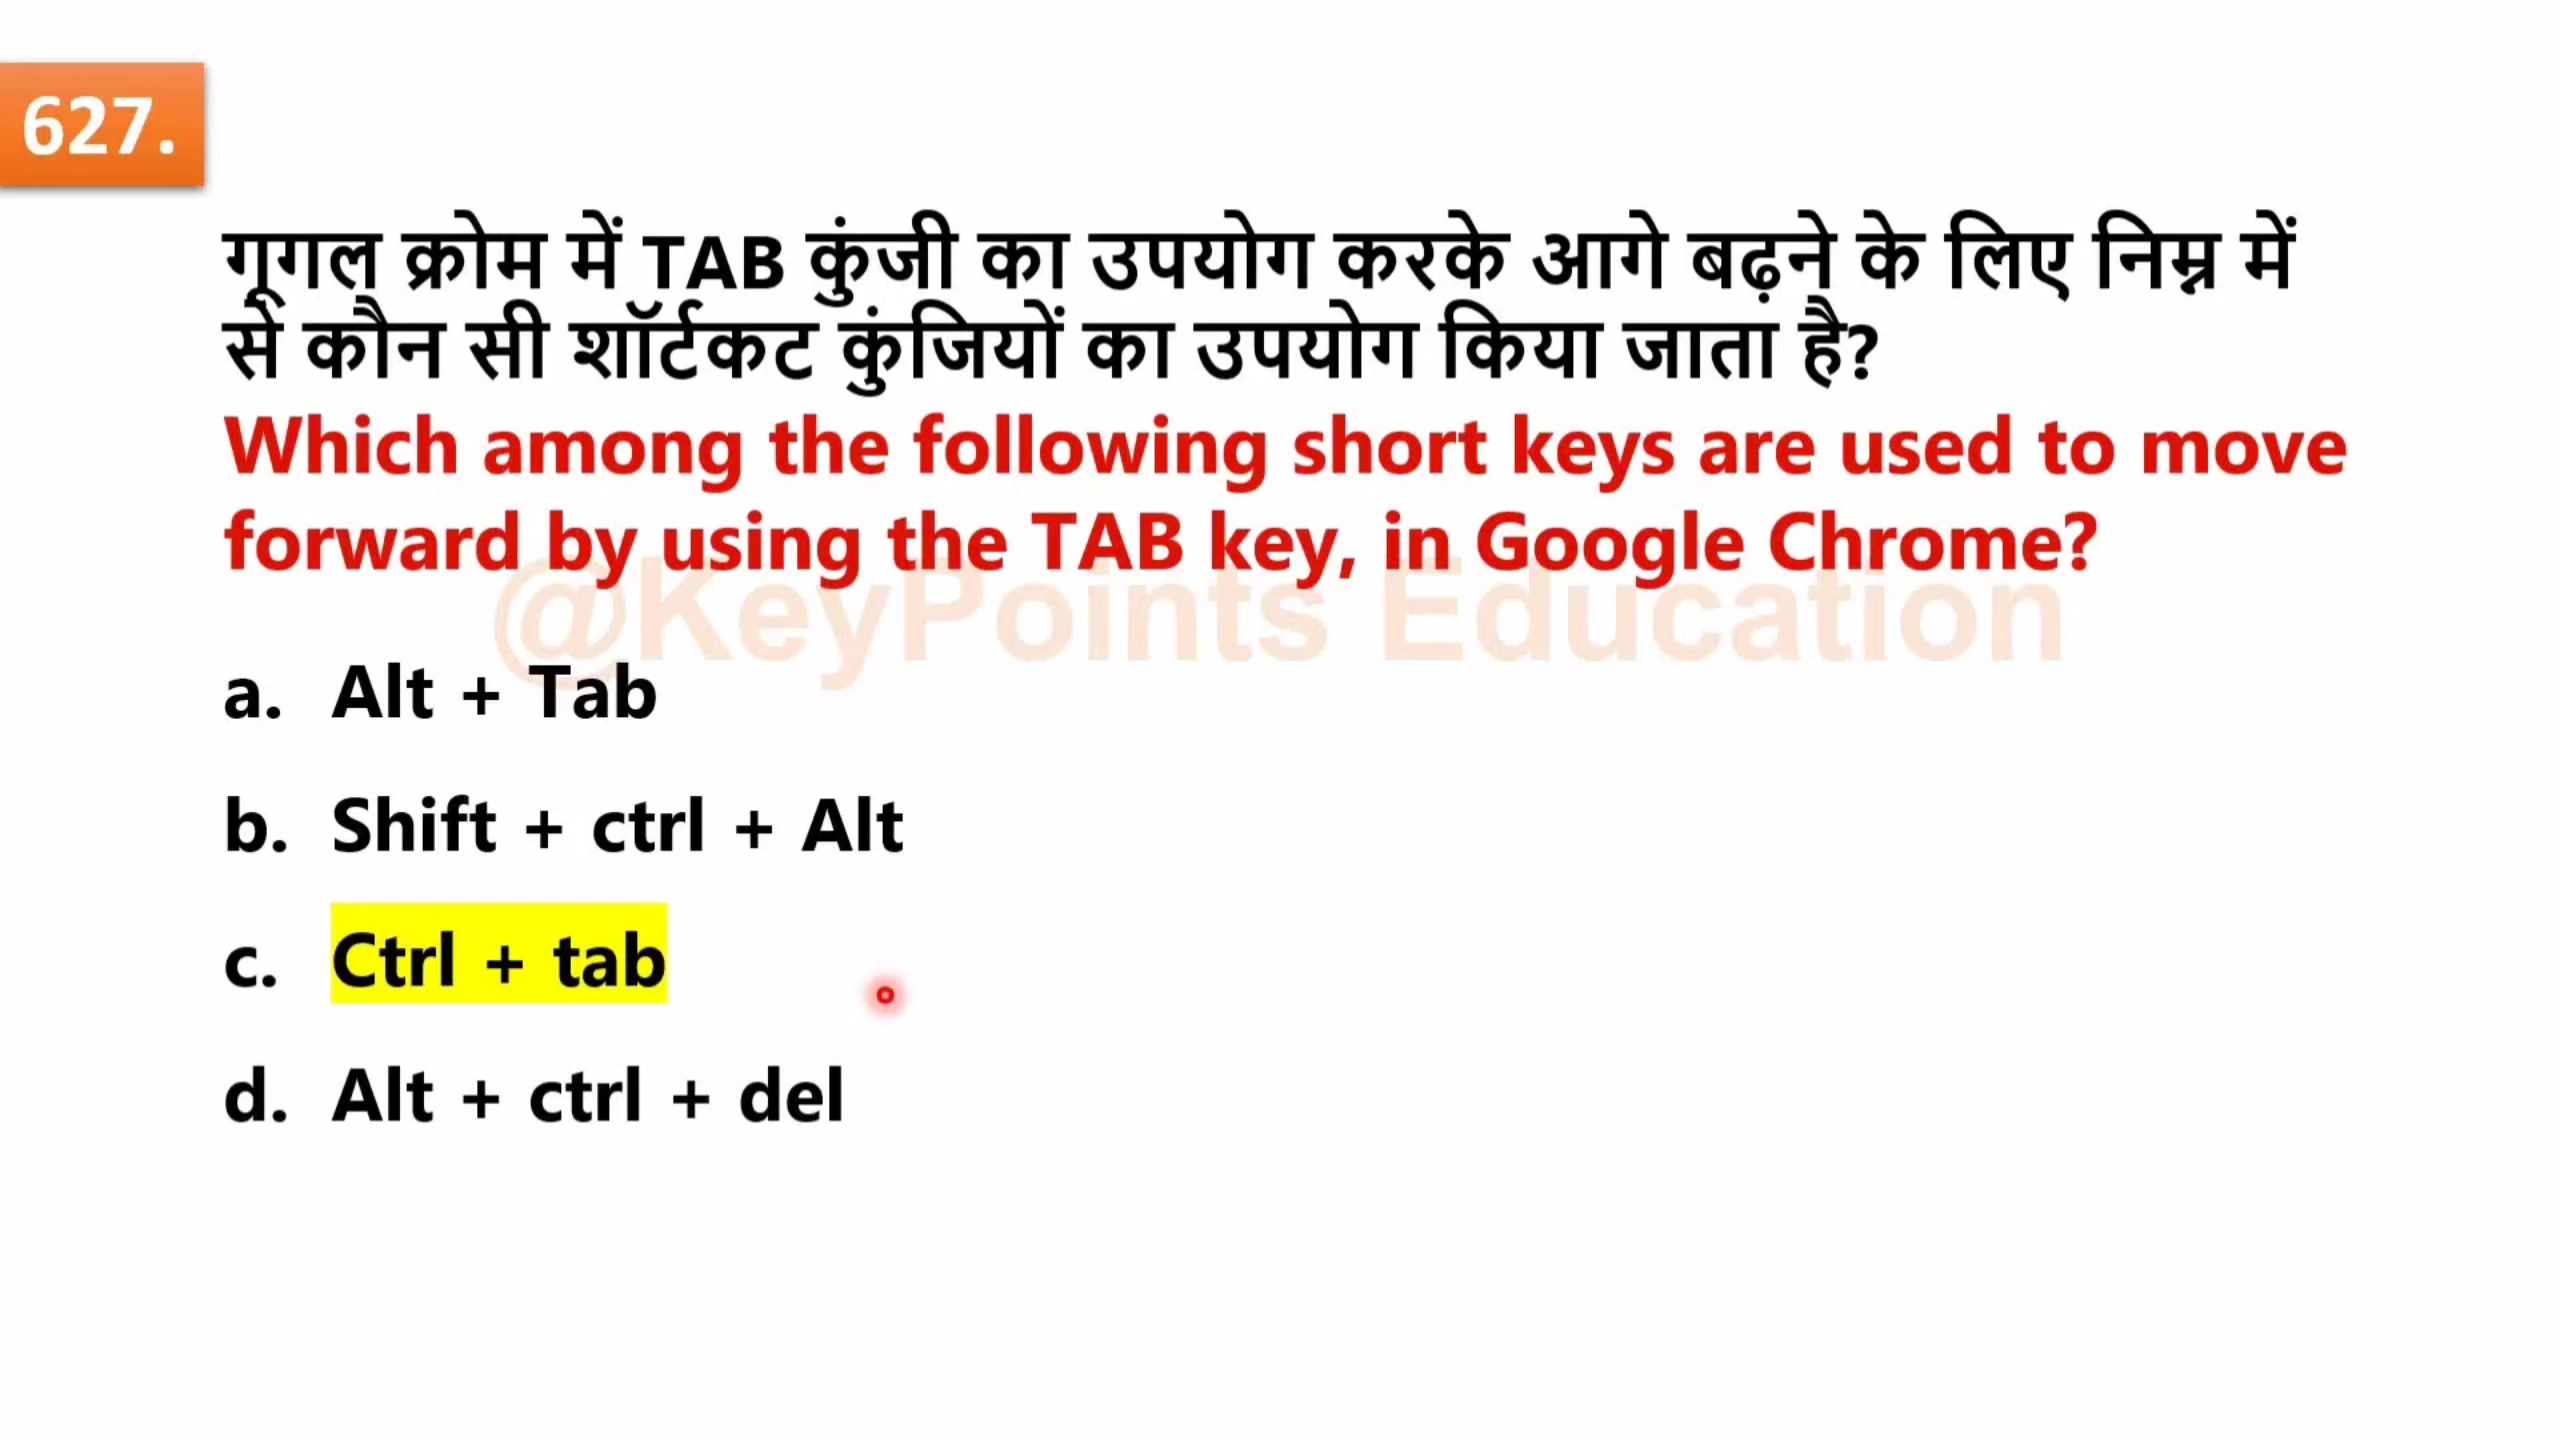 627.
गूगल क्रोम में TAB कुंजी का उपयोग करके आगे बढ़ने के लिए निम्न में
से कौन सी शॉर्टकट कुंजियों का उपयोग किया जाता है?
Which among the following short keys are used to move
forward by using the TAB key, in Google Chrome?
@KeyPoints Education
a. Alt + Tab
b. Shift + ctrl + Alt
c. Ctrl + tab
d. Alt + ctrl + del